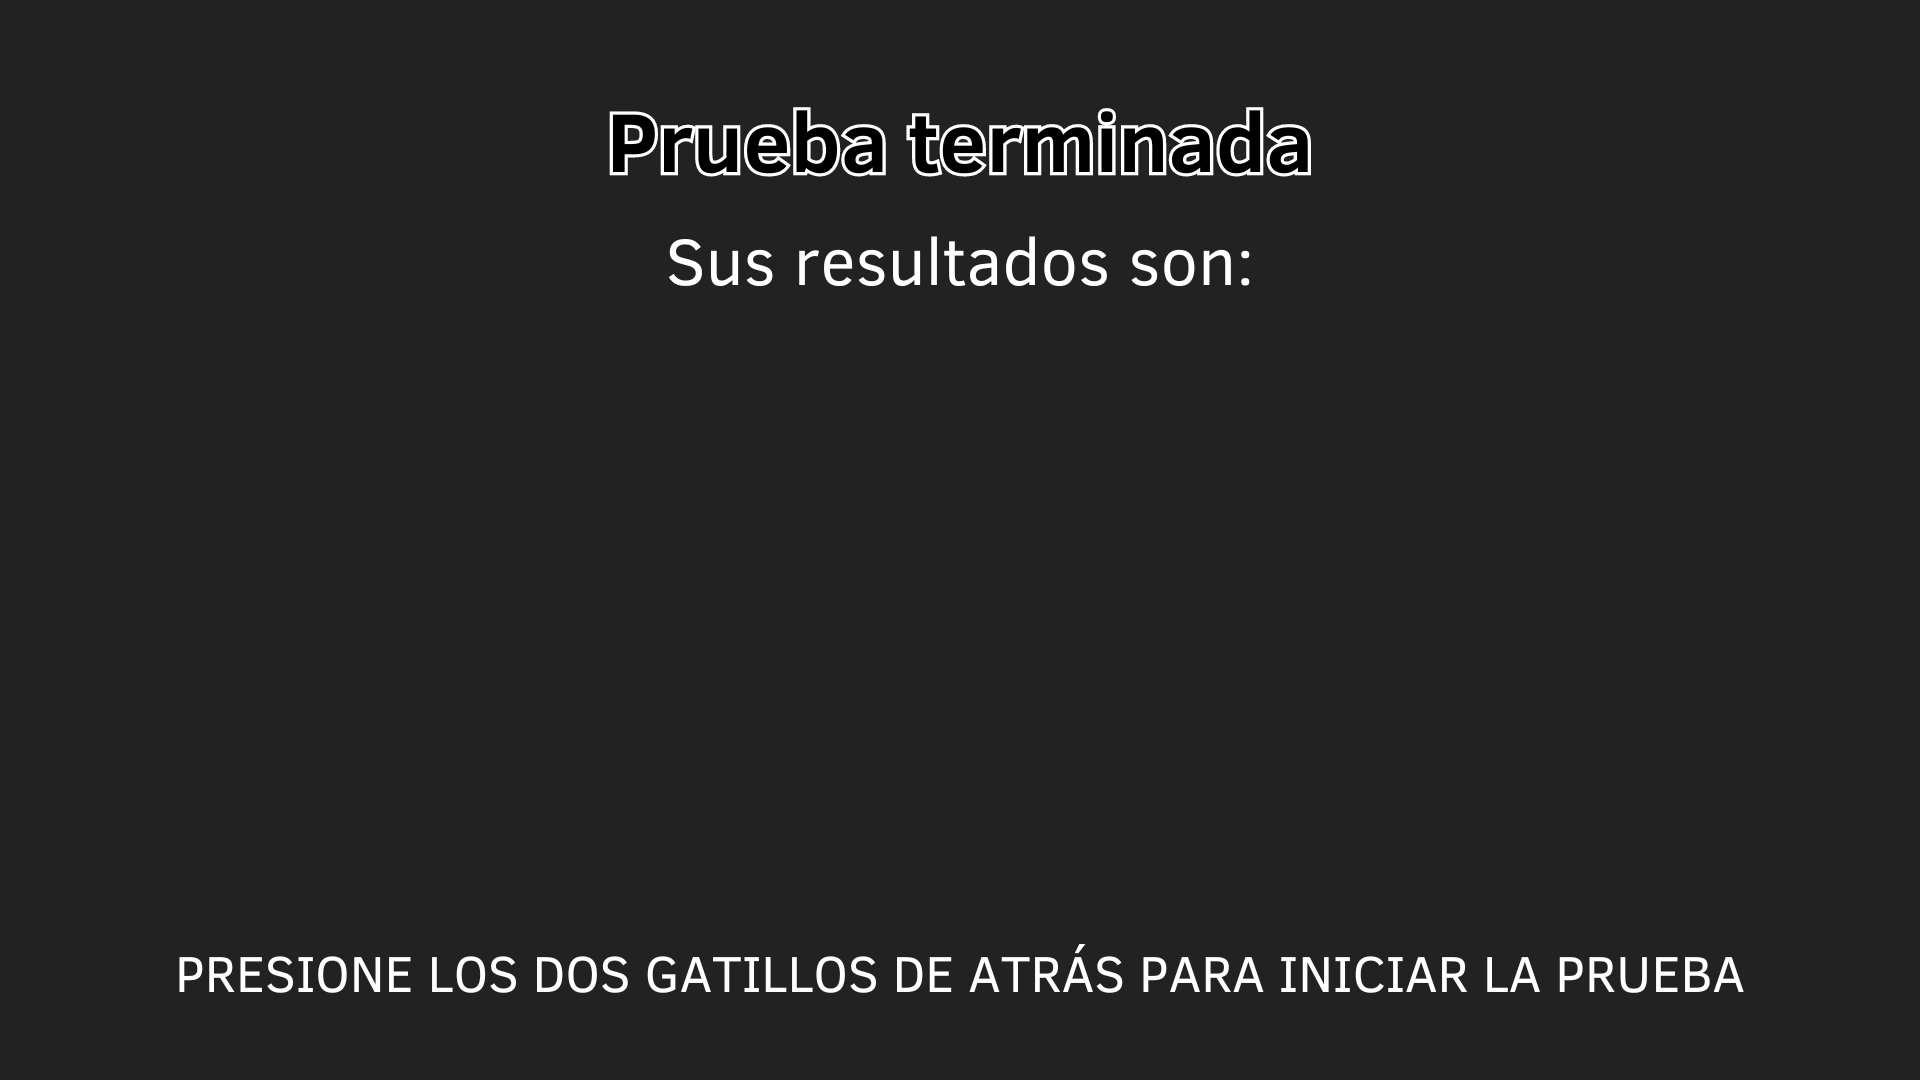 Prueba terminada
Sus resultados son:
PRESIONE LOS DOS GATILLOS DE ATRÁS PARA INICIAR LA PRUEBA